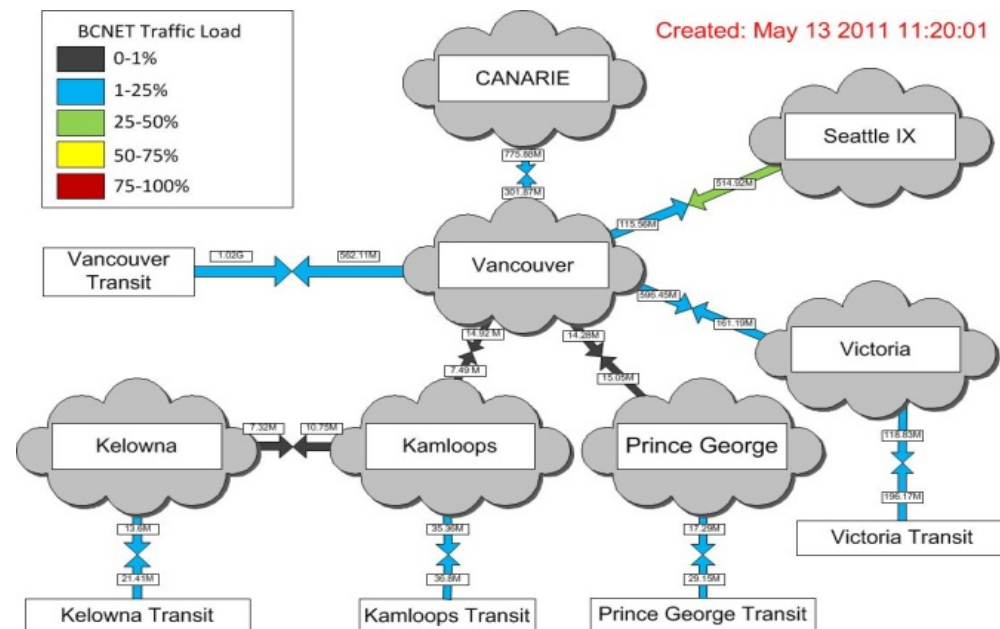 BCNET Traffic Load
0-1%
1-25%
25-50%
50-75%
75-100%
Created: May 13 2011 11:20:01
CANARIE
775.88M
301.87M
Seattle IX
514.92M
115.56M
Vancouver
Transit
1.02G
562.11M
Vancouver
596.45M
161.19M
Victoria
14.92 M
7.49 M
14.28M
15.05M
Kelowna
7.32M
10.75M
Kamloops
Prince George
118.83M
196.17M
Victoria Transit
13.6M
21.41M
Kelowna Transit
35.36M
36.8M
Kamloops Transit
17.29M
29.15M
Prince George Transit